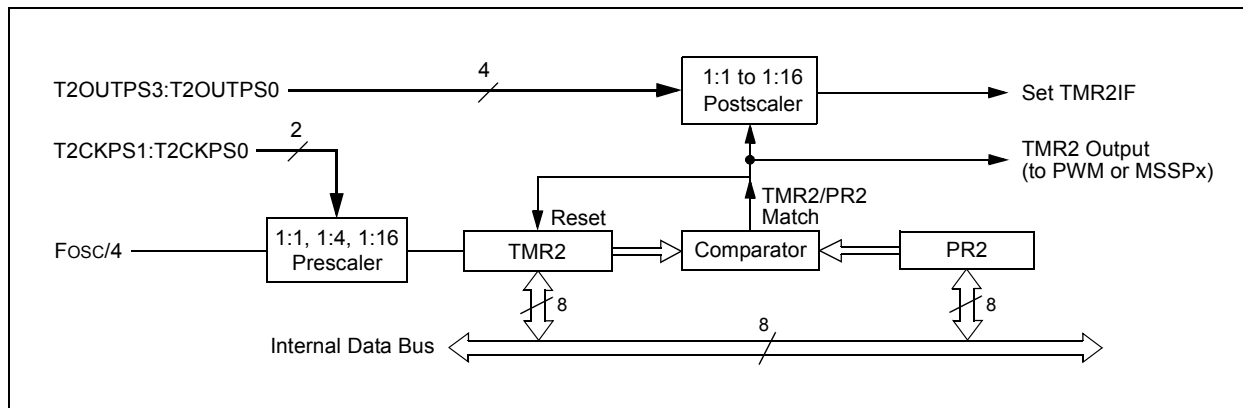 T2OUTPS3:T2OUTPS0
4
1:1 to 1:16
Postscaler
Set TMR2IF
T2CKPS1:T2CKPS0
2
TMR2 Output
(to PWM or MSSPx)
Reset
TMR2/PR2
Match
FOSC/4
1:1, 1:4, 1:16
Prescaler
TMR2
Comparator
PR2
8
8
Internal Data Bus
8